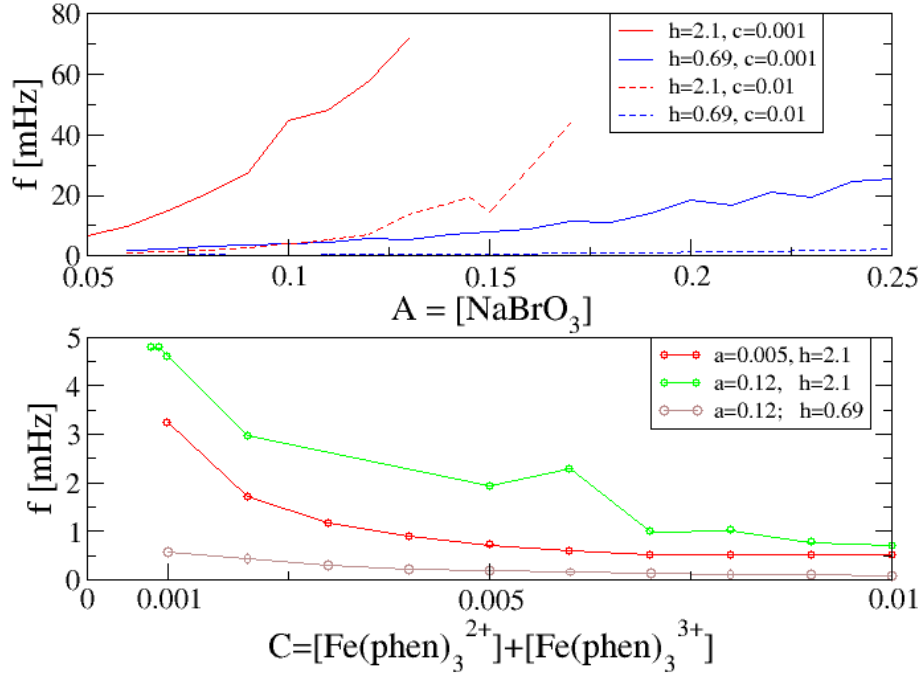 80
60
40
20
0
f [mHz]
h=2.1, c=0.001
h=0.69, c=0.001
h=2.1, c=0.01
h=0.69, c=0.01
0.05 0.1 0.15 0.2 0.25
A = [NaBrO3]
5
4
3
2
1
0
f [mHz]
a=0.005, h=2.1
a=0.12, h=2.1
a=0.12; h=0.69
0 0.001 0.005 0.01
C=[Fe(phen)3^2+]+[Fe(phen)3^3+]